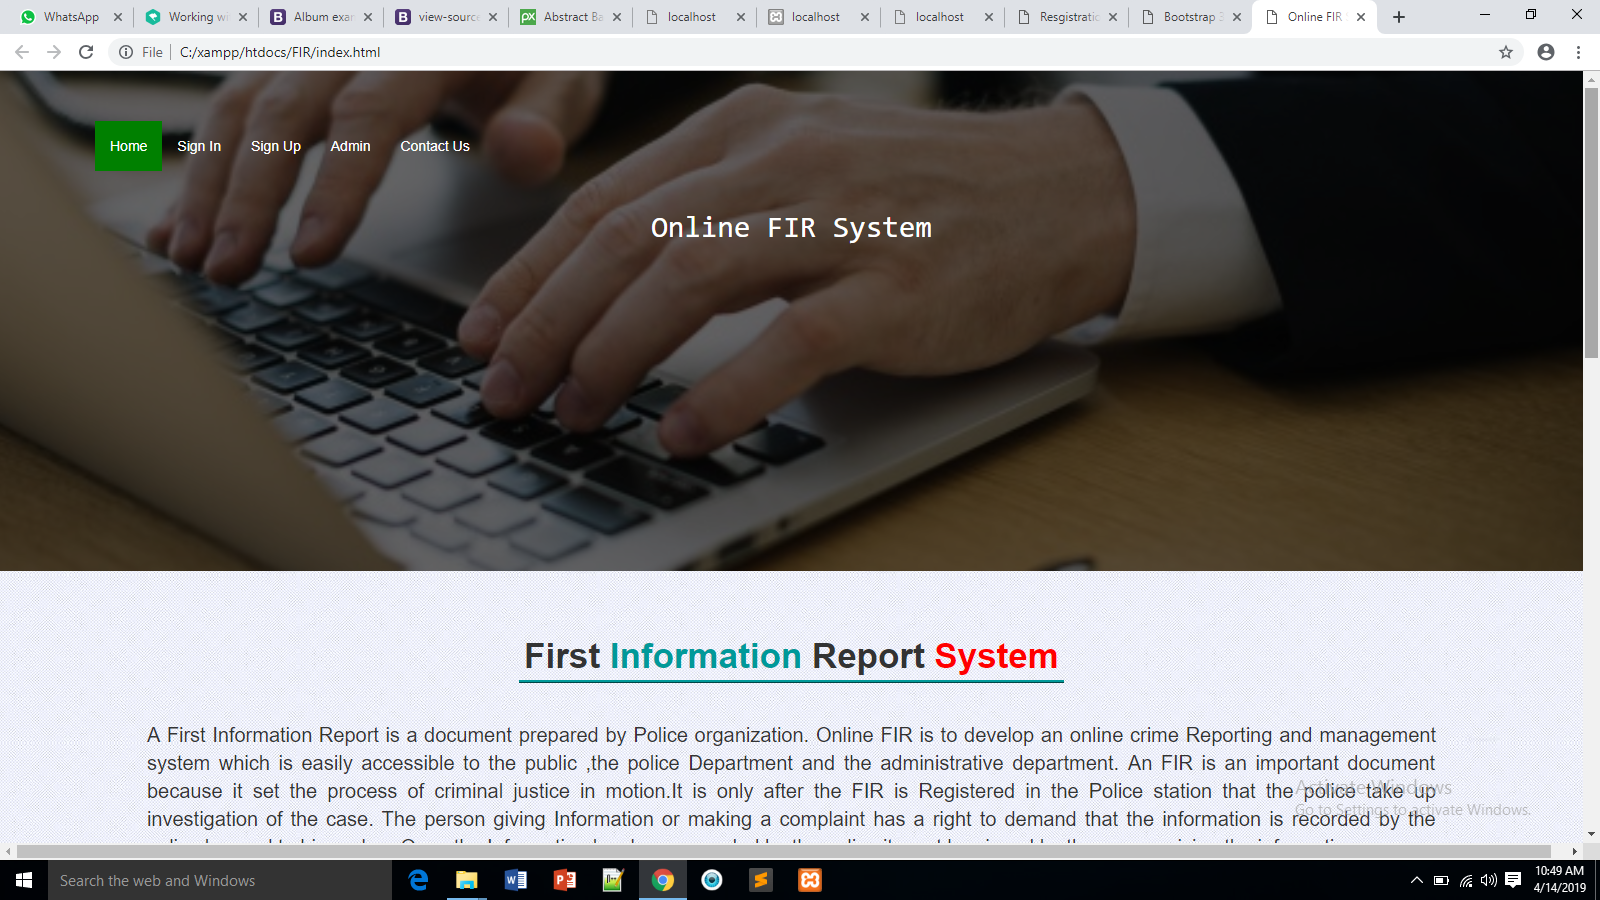 WhatsApp
Working wi
Album exan
view-source
Abstract Ba
localhost
localhost
localhost
Resgistratio
Bootstrap 3
Online FIR S
File
C:/xampp/htdocs/FIR/index.html
Home Sign In Sign Up Admin Contact Us
Online FIR System
First Information Report System
A First Information Report is a document prepared by Police organization. Online FIR is to develop an online crime Reporting and management
system which is easily accessible to the public ,the police Department and the administrative department. An FIR is an important document
because it set the process of criminal justice in motion.It is only after the FIR is Registered in the Police station that the police take up
investigation of the case. The person giving Information or making a complaint has a right to demand that the information is recorded by the
Activate Windows
Go to Settings to activate Windows.
Search the web and Windows
10:49 AM
4/14/2019